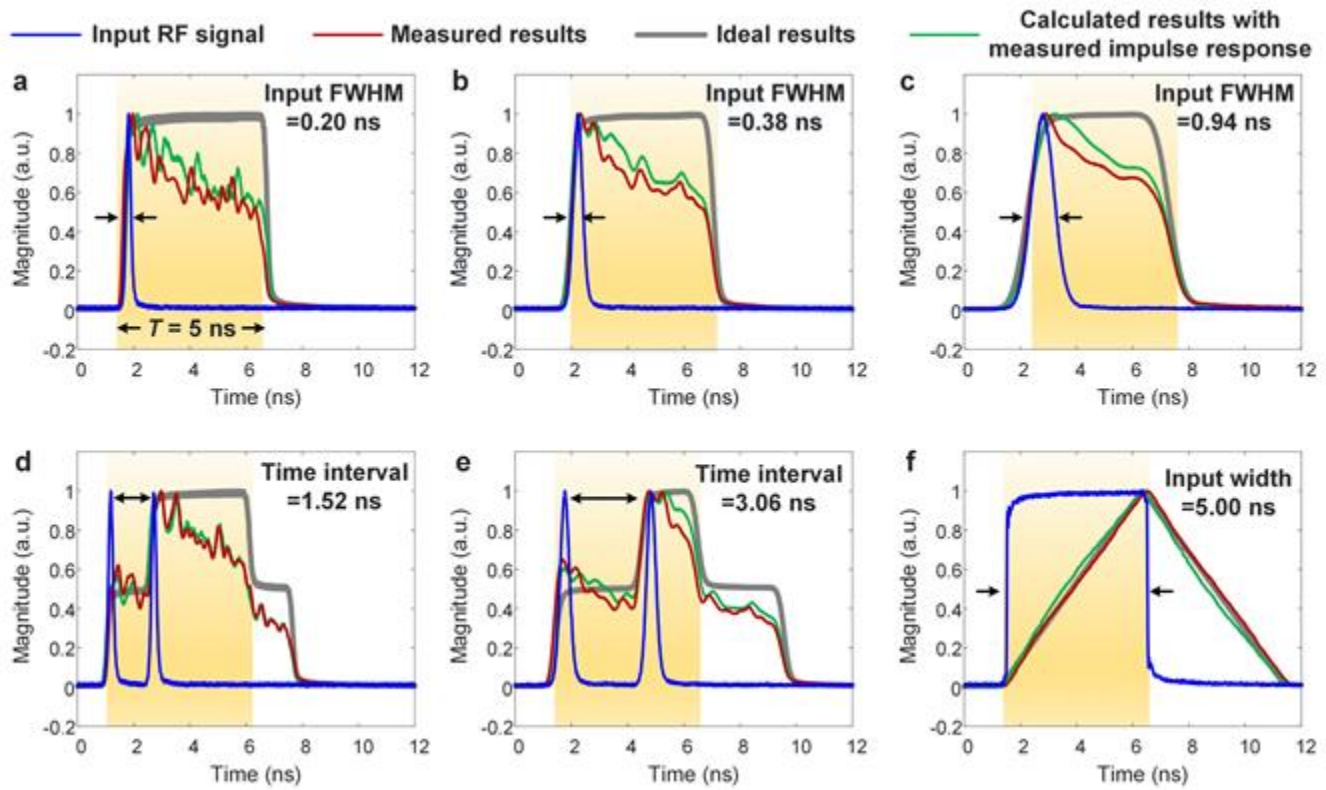 Input RF signal
Measured results
Ideal results
Calculated results with
measured impulse response
a
Input FWHM
=0.20 ns
Magnitude (a.u.)
1
0.8
0.6
0.4
0.2
0
-0.2
T = 5 ns
0 2 4 6 8 10 12
Time (ns)
b
Input FWHM
=0.38 ns
Magnitude (a.u.)
1
0.8
0.6
0.4
0.2
0
-0.2
0 2 4 6 8 10 12
Time (ns)
c
Input FWHM
=0.94 ns
Magnitude (a.u.)
1
0.8
0.6
0.4
0.2
0
-0.2
0 2 4 6 8 10 12
Time (ns)
d
Time interval
=1.52 ns
Magnitude (a.u.)
1
0.8
0.6
0.4
0.2
0
-0.2
0 2 4 6 8 10 12
Time (ns)
e
Time interval
=3.06 ns
Magnitude (a.u.)
1
0.8
0.6
0.4
0.2
0
-0.2
0 2 4 6 8 10 12
Time (ns)
f
Input width
=5.00 ns
Magnitude (a.u.)
1
0.8
0.6
0.4
0.2
0
-0.2
0 2 4 6 8 10 12
Time (ns)